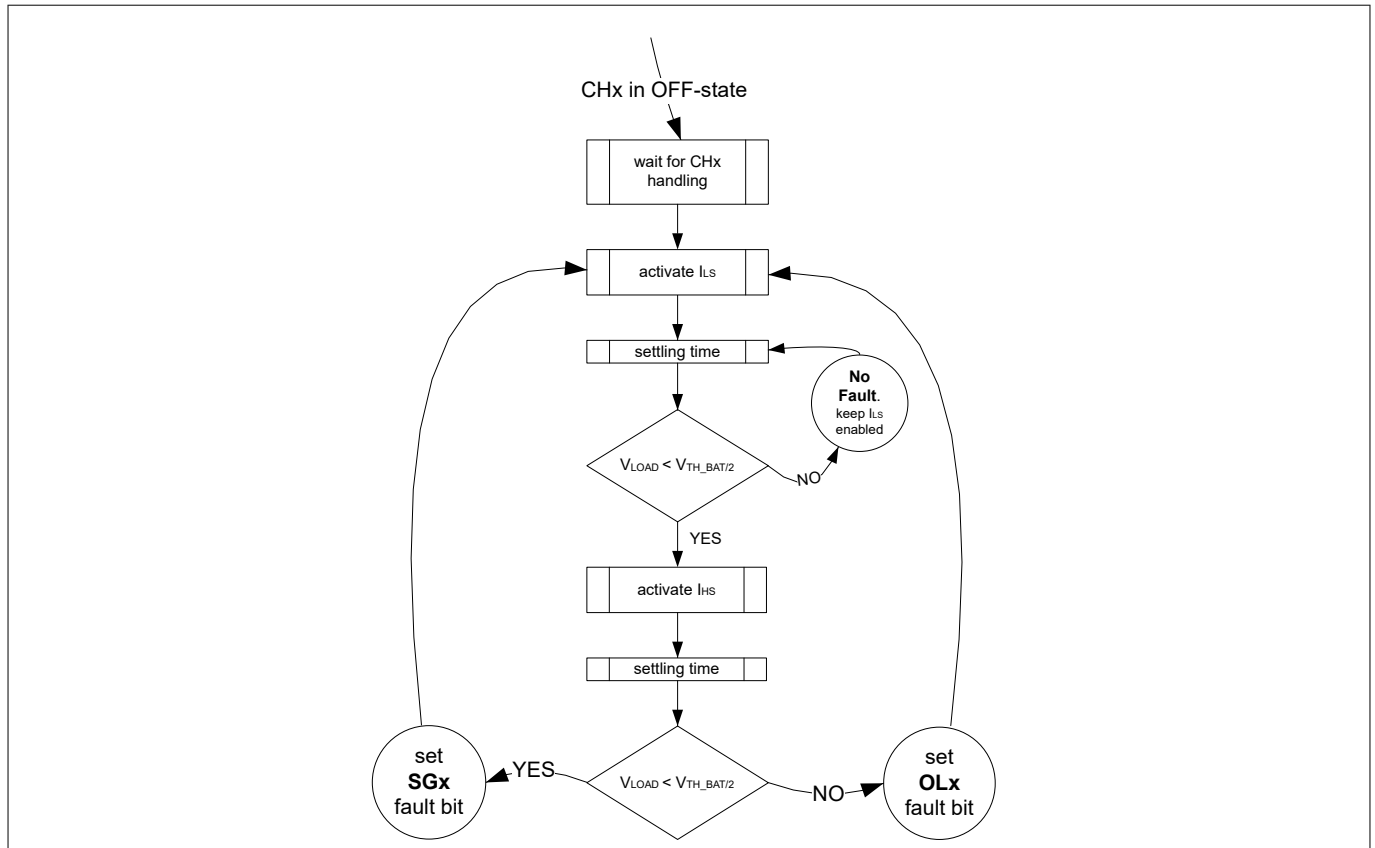 CHx in OFF-state
wait for CHx
handling
activate ILS
settling time
No
Fault.
keep ILS
enabled
VLOAD < VTH_BAT/2
NO
YES
activate IHS
settling time
set
SGx
fault bit
YES
VLOAD < VTH_BAT/2
NO
set
OLx
fault bit